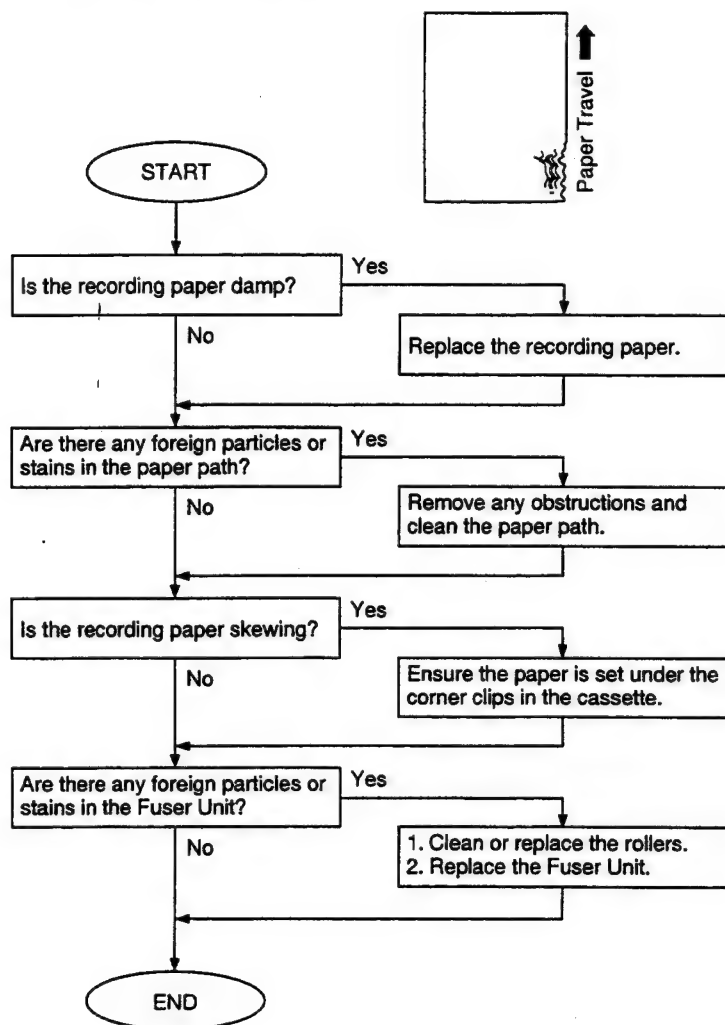 Paper Travel
START
Is the recording paper damp?
Yes
No
Replace the recording paper.
Are there any foreign particles or
stains in the paper path?
Yes
No
Remove any obstructions and
clean the paper path.
Is the recording paper skewing?
Yes
No
Ensure the paper is set under the
corner clips in the cassette.
Are there any foreign particles or
stains in the Fuser Unit?
Yes
No
1. Clean or replace the rollers.
2. Replace the Fuser Unit.
END